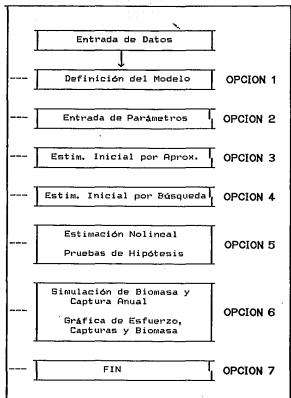 Entrada de Datos
Definición del Modelo OPCION 1
Entrada de Parámetros OPCION 2
Estim. Inicial por Aprox. OPCION 3
Estim. Inicial por Búsqueda OPCION 4
Estimación Nolineal
Pruebas de Hipótesis
OPCION 5
Simulación de Biomasa y
Captura Anual
Gráfica de Esfuerzo,
Capturas y Biomasa
OPCION 6
FIN OPCION 7